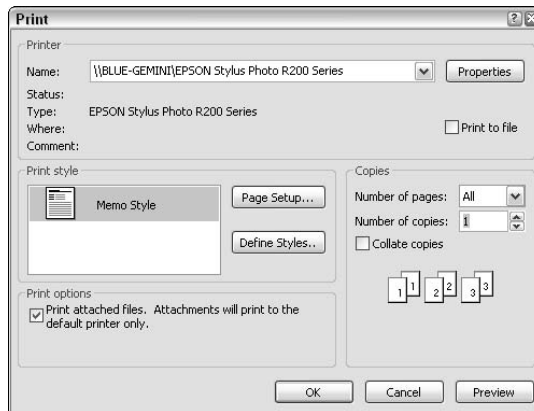 Print
Printer
Name: \\BLUE-GEMINI\EPSON Stylus Photo R200 Series Properties
Status:
Type: EPSON Stylus Photo R200 Series
Where: Print to file
Comment:
Print style
Memo Style
Page Setup...
Define Styles..
Copies
Number of pages: All
Number of copies: 1
Collate copies
1 1 2 2 3 3
Print options
Print attached files. Attachments will print to the
default printer only.
OK Cancel Preview